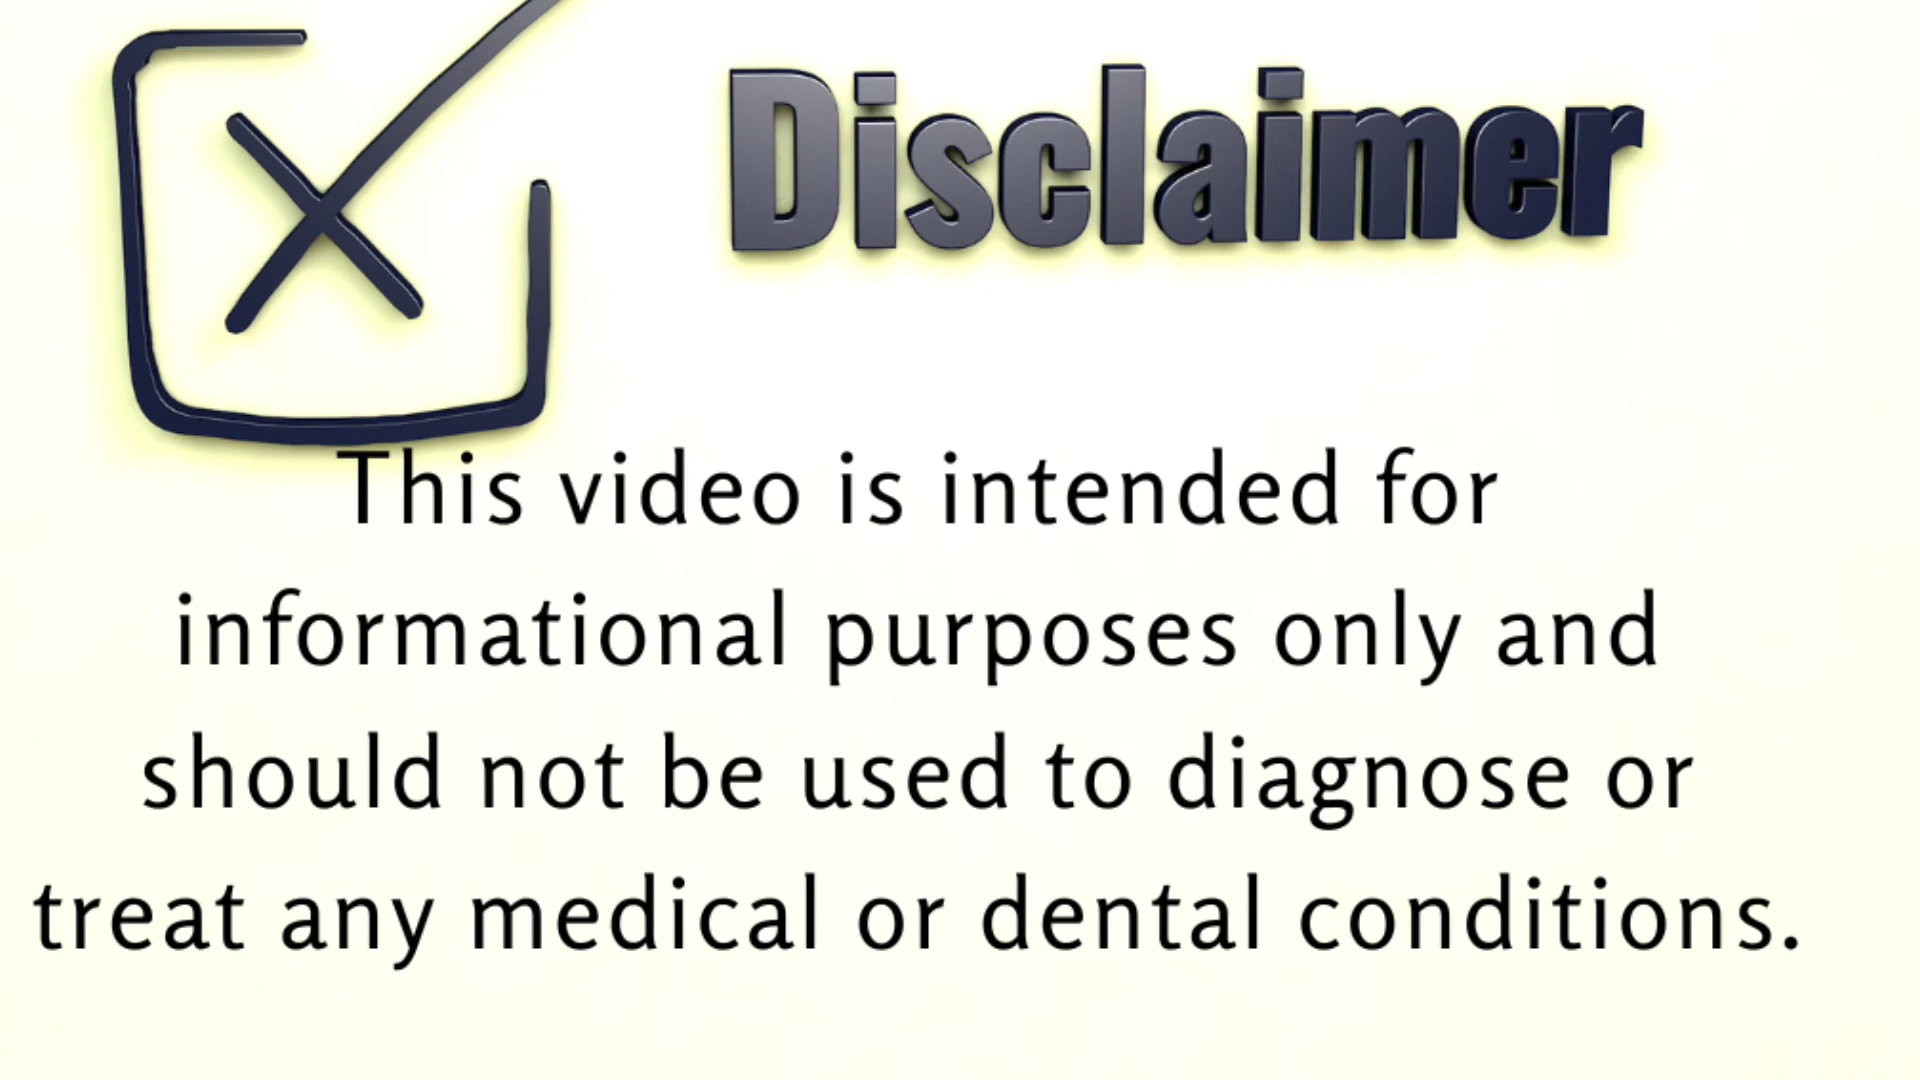 Disclaimer
This video is intended for
informational purposes only and
should not be used to diagnose or
treat any medical or dental conditions.